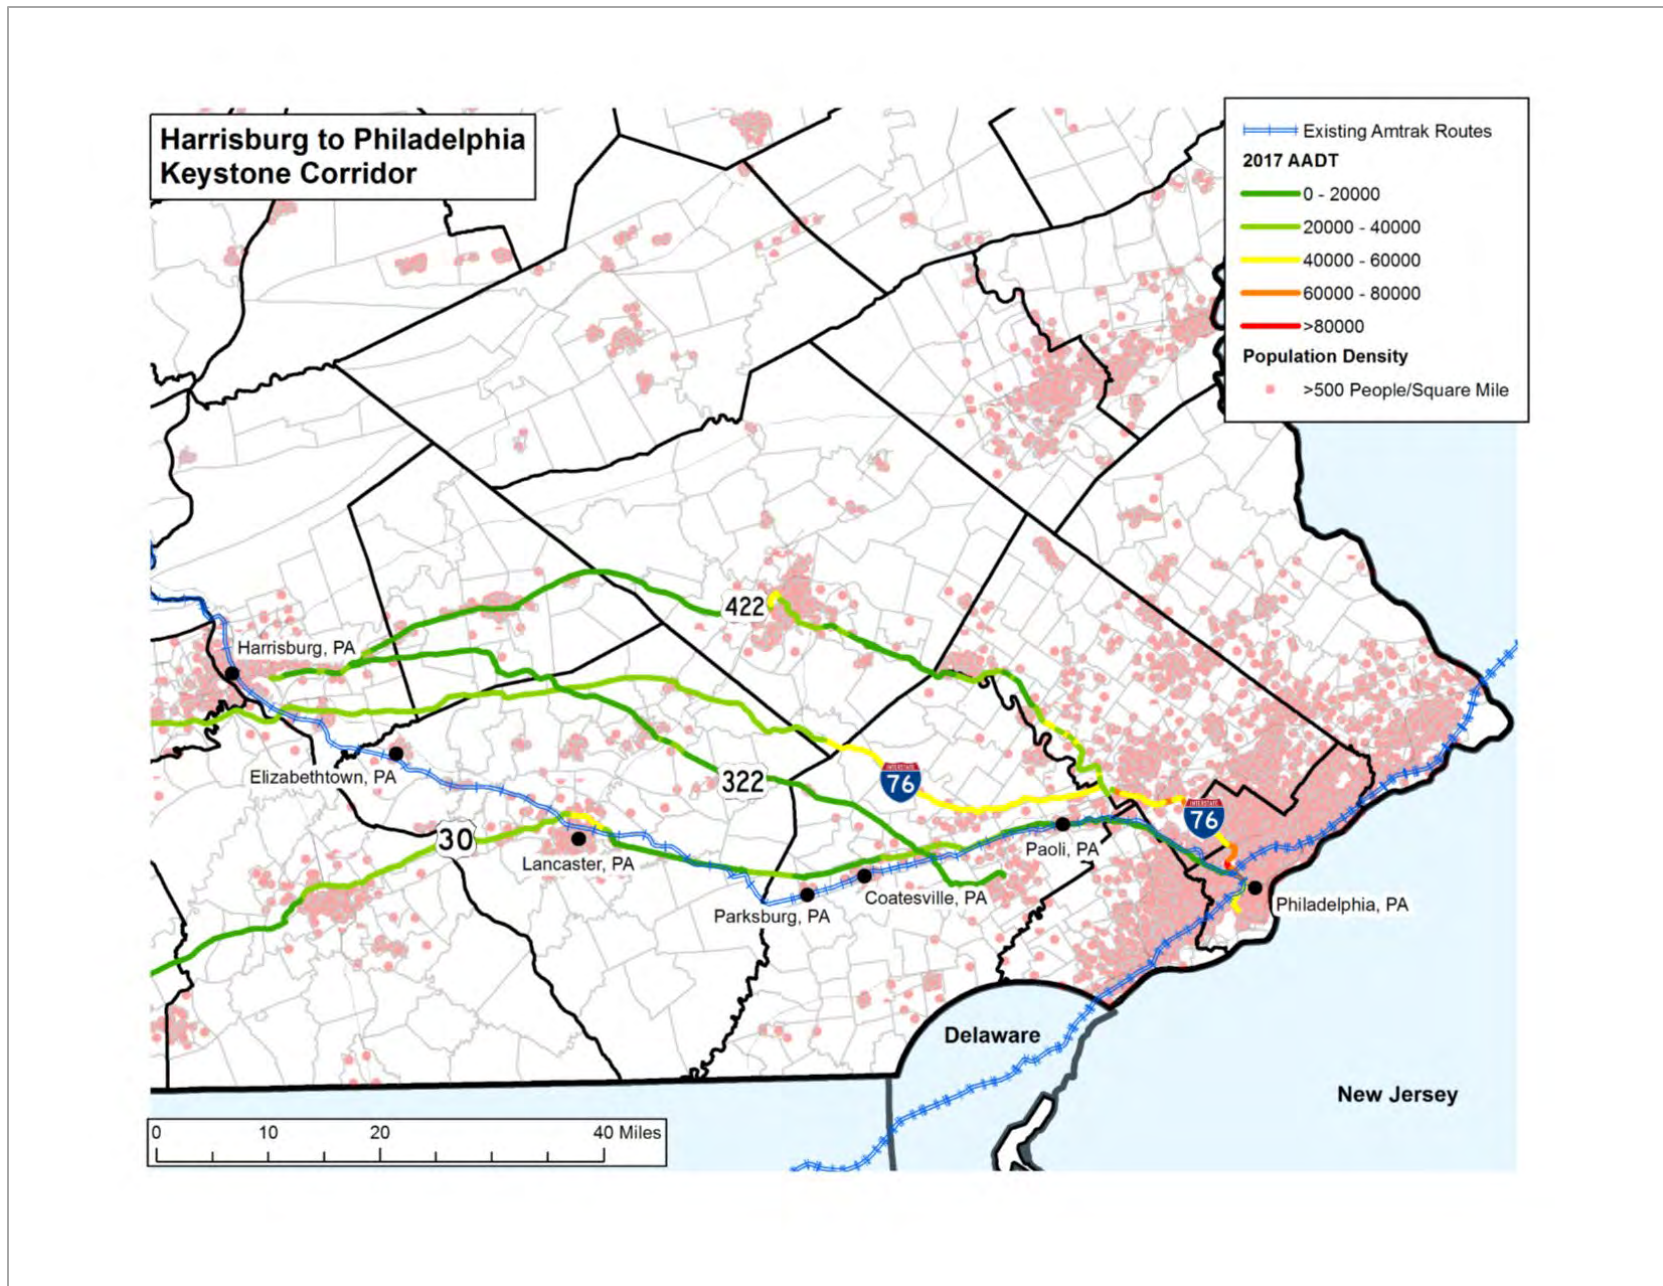 Harrisburg to Philadelphia
Keystone Corridor
Existing Amtrak Routes
2017 AADT
0 - 20000
20000 - 40000
40000 - 60000
60000 - 80000
>80000
Population Density
>500 People/Square Mile
422
Harrisburg, PA
Elizabethtown, PA
322
INTERSTATE
76
INTERSTATE
76
30
Lancaster, PA
Paoli, PA
Parksburg, PA
Coatesville, PA
Philadelphia, PA
Delaware
New Jersey
0 10 20 40 Miles